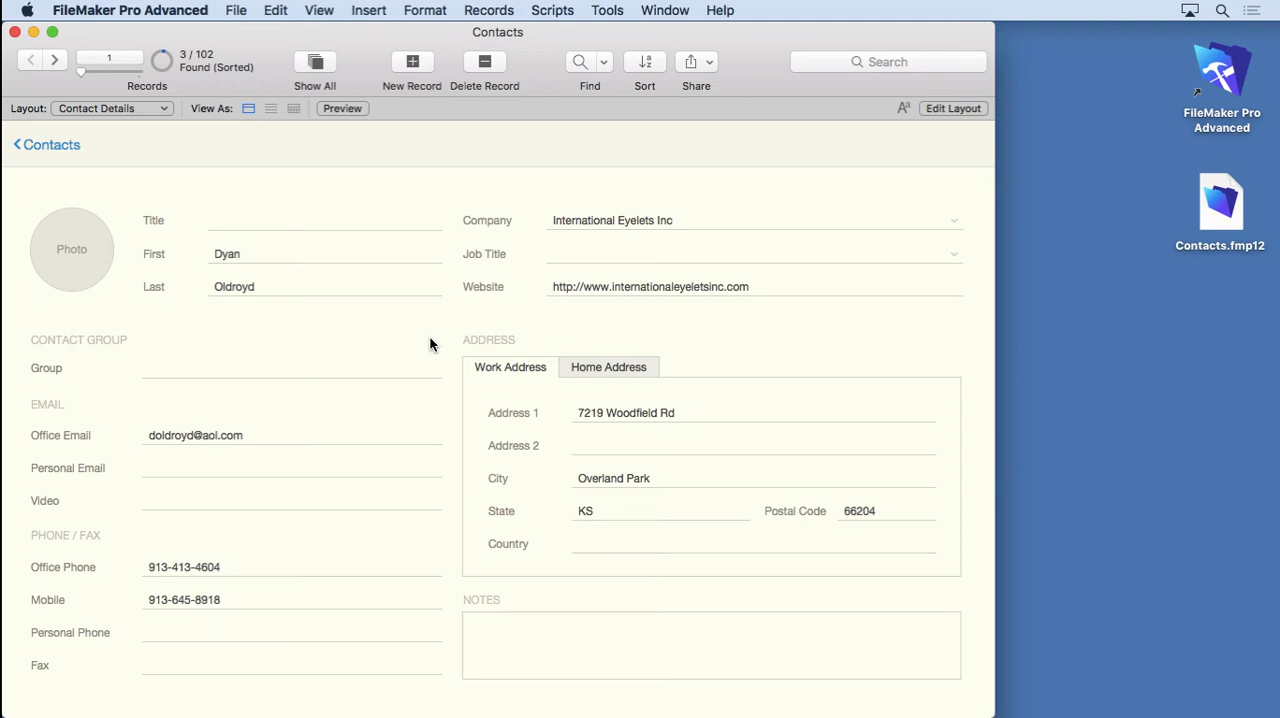 FileMaker Pro Advanced File Edit View Insert Format Records Scripts Tools Window Help
Contacts
1
3 / 102
Found (Sorted)
Search
Records Show All New Record Delete Record Find Sort Share
Layout: Contact Details View As: Preview Aa Edit Layout
Contacts
Photo
Title
First Dyan
Last Oldroyd
Company International Eyelets Inc
Job Title
Website http://www.internationaleyeletsinc.com
CONTACT GROUP
Group
EMAIL
Office Email doldroyd@aol.com
Personal Email
Video
PHONE / FAX
Office Phone 913-413-4604
Mobile 913-645-8918
Personal Phone
Fax
ADDRESS
Work Address Home Address
Address 1 7219 Woodfield Rd
Address 2
City Overland Park
State KS Postal Code 66204
Country
NOTES
FileMaker Pro
Advanced
Contacts.fmp12